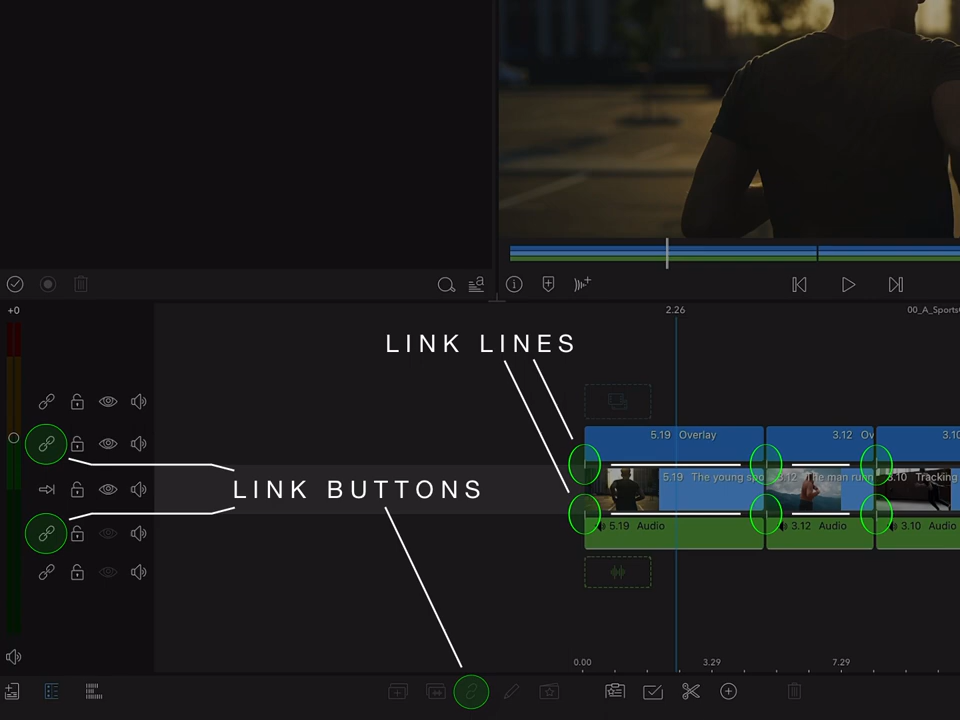 +0
2.26
00_A_Sports
LINK LINES
5.19 Overlay
3.12 Ov
3.10
LINK BUTTONS
5.19 The young spo
3.12 The man runn
3.10 Tracking
5.19 Audio
3.12 Audio
3.10 Audio
0.00
3.29
7.29